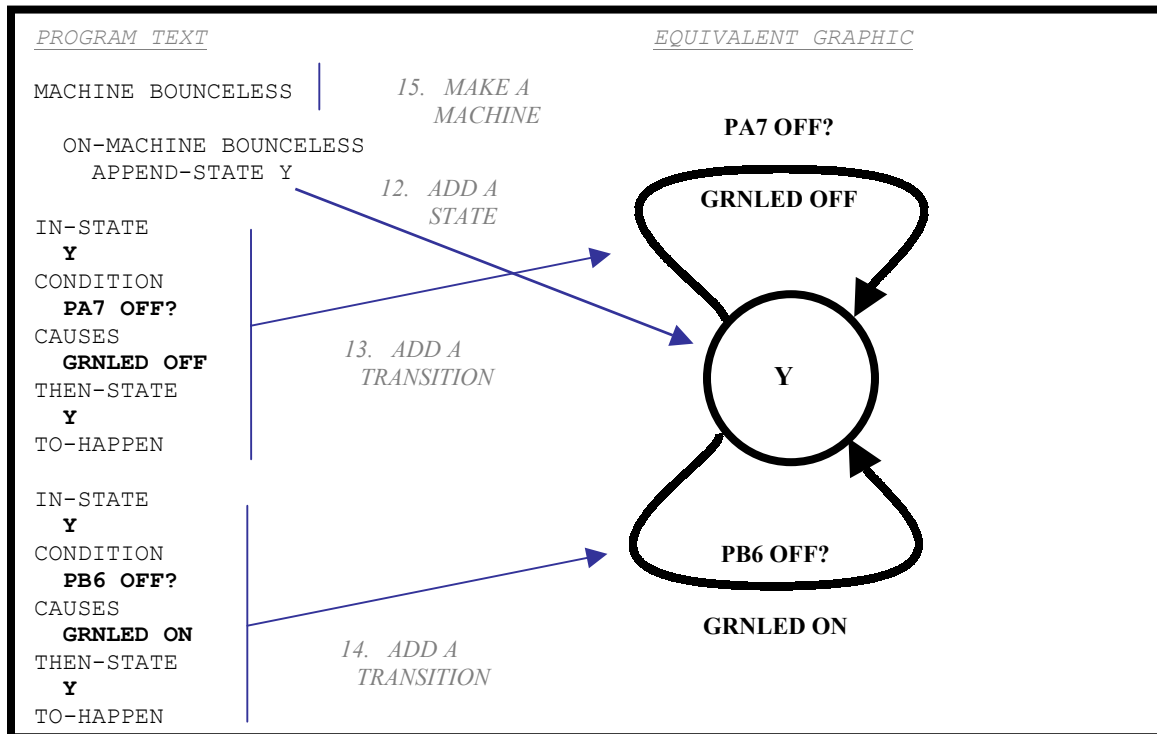 PROGRAM TEXT
MACHINE BOUNCELESS
ON-MACHINE BOUNCELESS
APPEND-STATE Y
IN-STATE
Y
CONDITION
PA7 OFF?
CAUSES
GRNLED OFF
THEN-STATE
Y
TO-HAPPEN
IN-STATE
Y
CONDITION
PB6 OFF?
CAUSES
GRNLED ON
THEN-STATE
Y
TO-HAPPEN
15. MAKE A
MACHINE
12. ADD A
STATE
13. ADD A
TRANSITION
14. ADD A
TRANSITION
EQUIVALENT GRAPHIC
PA7 OFF?
GRNLED OFF
Y
PB6 OFF?
GRNLED ON